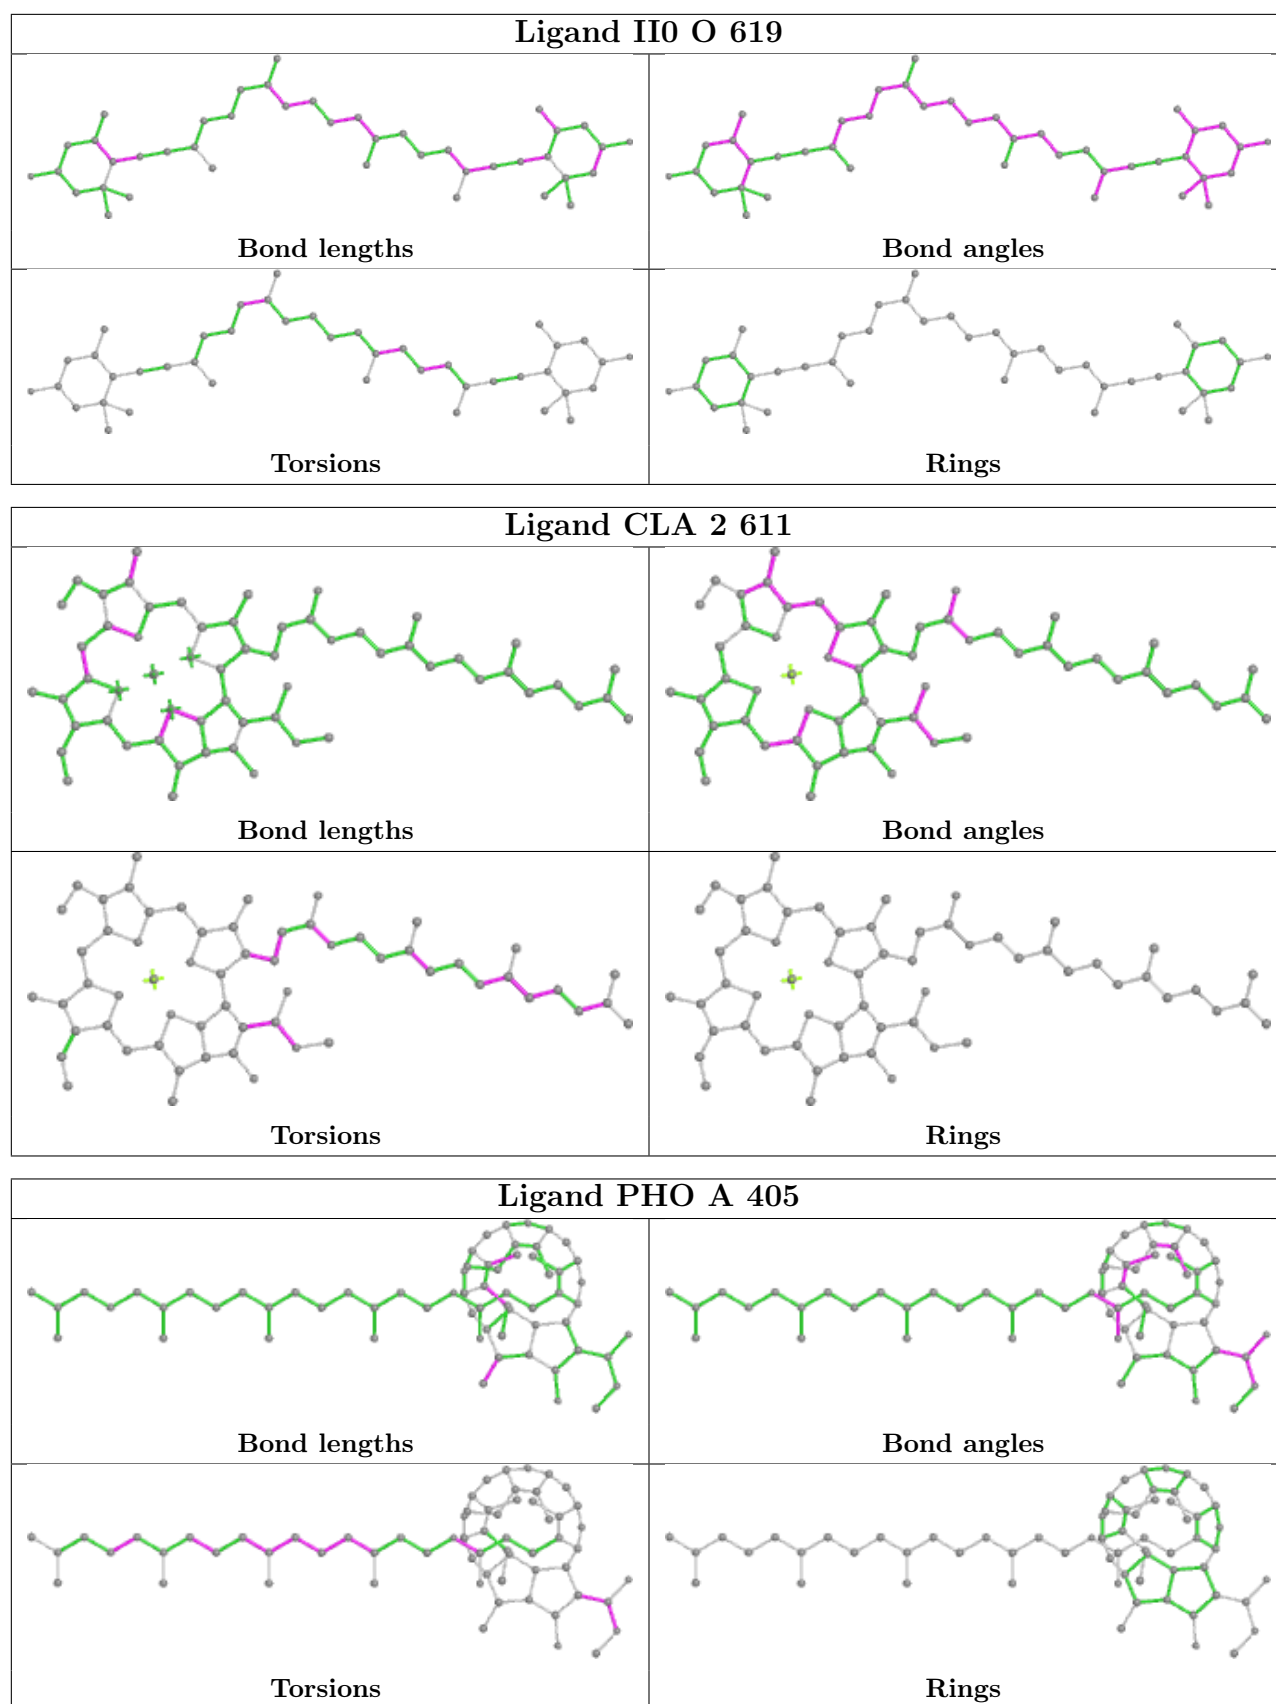 Ligand II0 O 619
Bond lengths
Bond angles
Torsions
Rings
Ligand CLA 2 611
Bond lengths
Bond angles
Torsions
Rings
Ligand PHO A 405
Bond lengths
Bond angles
Torsions
Rings